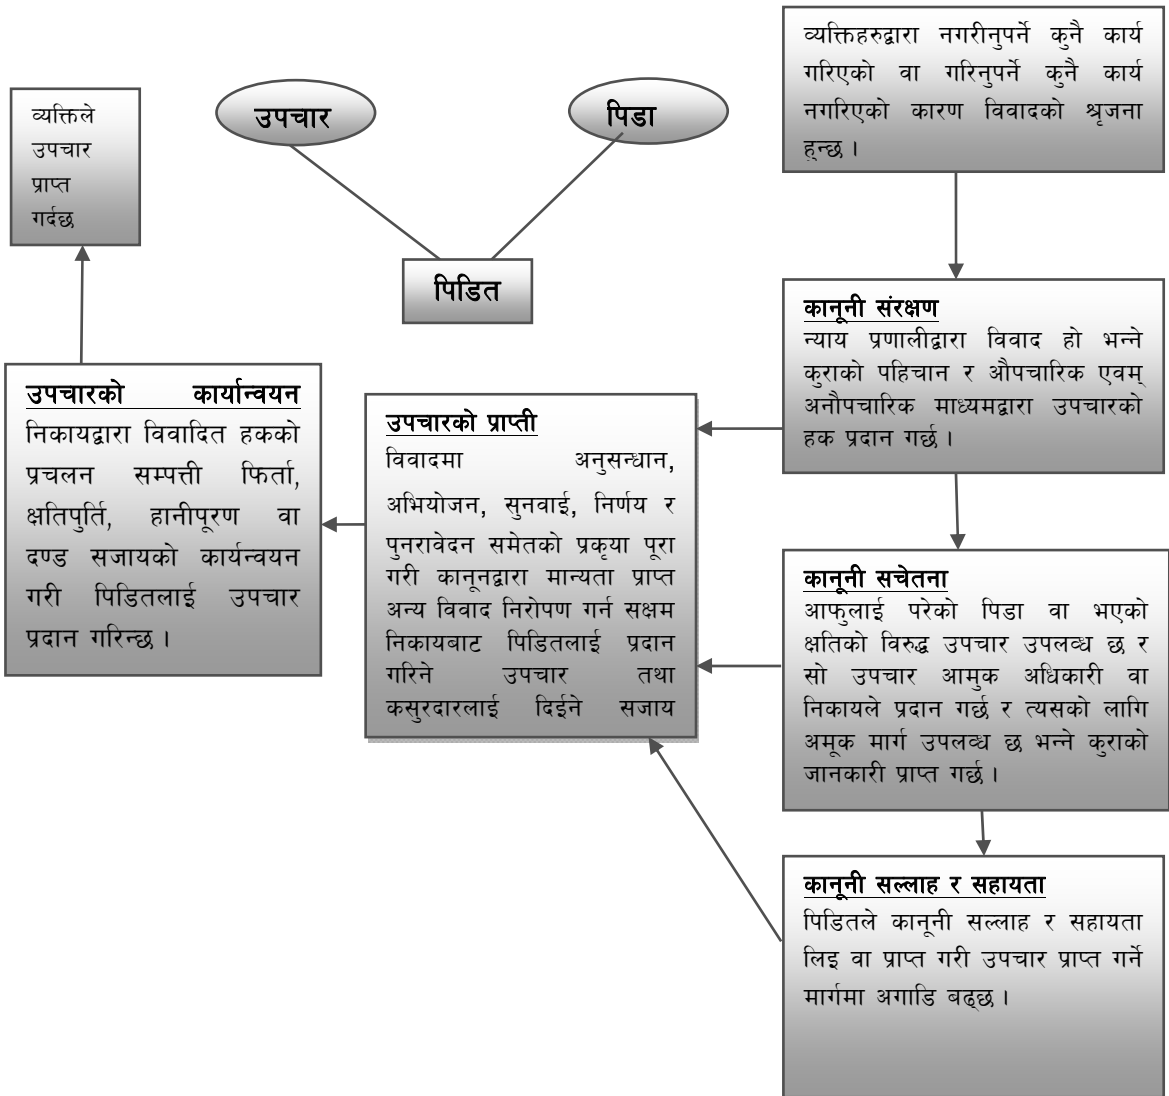 व्यक्तिहरुद्वारा नगरीनुपर्ने कुनै कार्य
गरिएको वा गरिनुपर्ने कुनै कार्य
नगरिएको कारण विवादको श्रृजना
हुन्छ ।
व्यक्तिले
उपचार
प्राप्त
गर्दछ
उपचार
पिडा
पिडित
कानूनी संरक्षण
न्याय प्रणालीद्वारा विवाद हो भन्ने
कुराको पहिचान र औपचारिक एवम्
अनौपचारिक माध्यमद्वारा उपचारको
हक प्रदान गर्छ ।
उपचारको कार्यान्वयन
निकायद्वारा विवादित हकको
प्रचलन सम्पत्ती फिर्ता,
क्षतिपुर्ति, हानीपूरण वा
दण्ड सजायको कार्यन्वयन
गरी पिडितलाई उपचार
प्रदान गरिन्छ ।
उपचारको प्राप्ती
विवादमा अनुसन्धान,
अभियोजन, सुनवाई, निर्णय र
पुनरावेदन समेतको प्रकृया पूरा
गरी कानूनद्वारा मान्यता प्राप्त
अन्य विवाद निरोपण गर्न सक्षम
निकायबाट पिडितलाई प्रदान
गरिने उपचार तथा
कसुरदारलाई दिईने सजाय
कानूनी सचेतना
आफुलाई परेको पिडा वा भएको
क्षतिको विरुद्ध उपचार उपलव्ध छ र
सो उपचार आमुक अधिकारी वा
निकायले प्रदान गर्छ र त्यसको लागि
अमूक मार्ग उपलव्ध छ भन्ने कुराको
जानकारी प्राप्त गर्छ ।
कानूनी सल्लाह र सहायता
पिडितले कानूनी सल्लाह र सहायता
लिइ वा प्राप्त गरी उपचार प्राप्त गर्ने
मार्गमा अगाडि बढ्छ ।